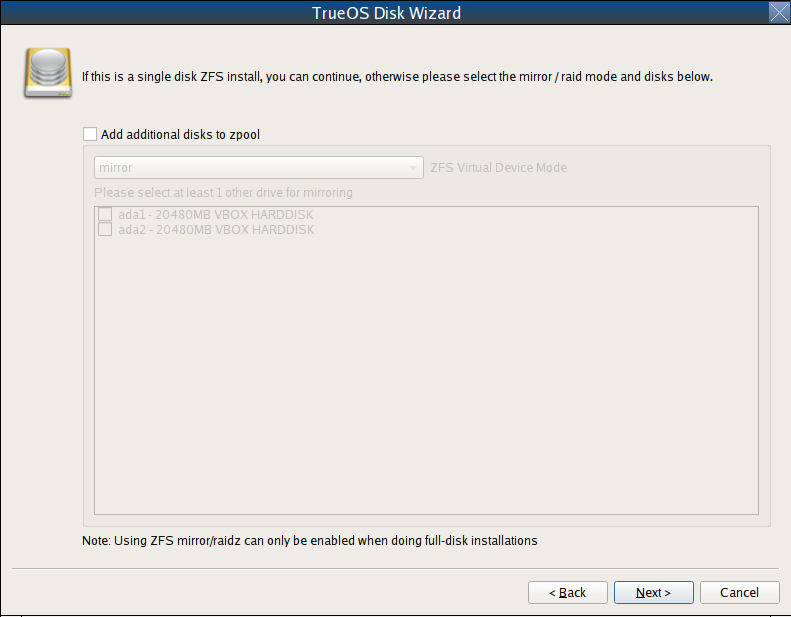 TrueOS Disk Wizard
If this is a single disk ZFS install, you can continue, otherwise please select the mirror / raid mode and disks below.
Add additional disks to zpool
mirror ZFS Virtual Device Mode
Please select at least 1 other drive for mirroring
ada1 - 20480MB VBOX HARDDISK
ada2 - 20480MB VBOX HARDDISK
Note: Using ZFS mirror/raidz can only be enabled when doing full-disk installations
< Back Next > Cancel